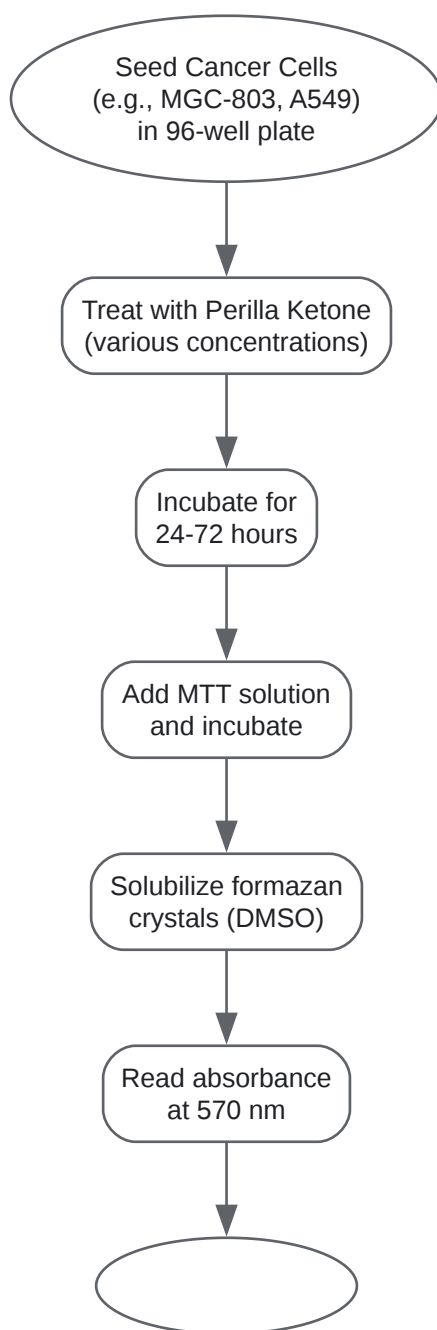 Seed Cancer Cells
(e.g., MGC-803, A549)
in 96-well plate
Treat with Perilla Ketone
(various concentrations)
Incubate for
24-72 hours
Add MTT solution
and incubate
Solubilize formazan
crystals (DMSO)
Read absorbance
at 570 nm